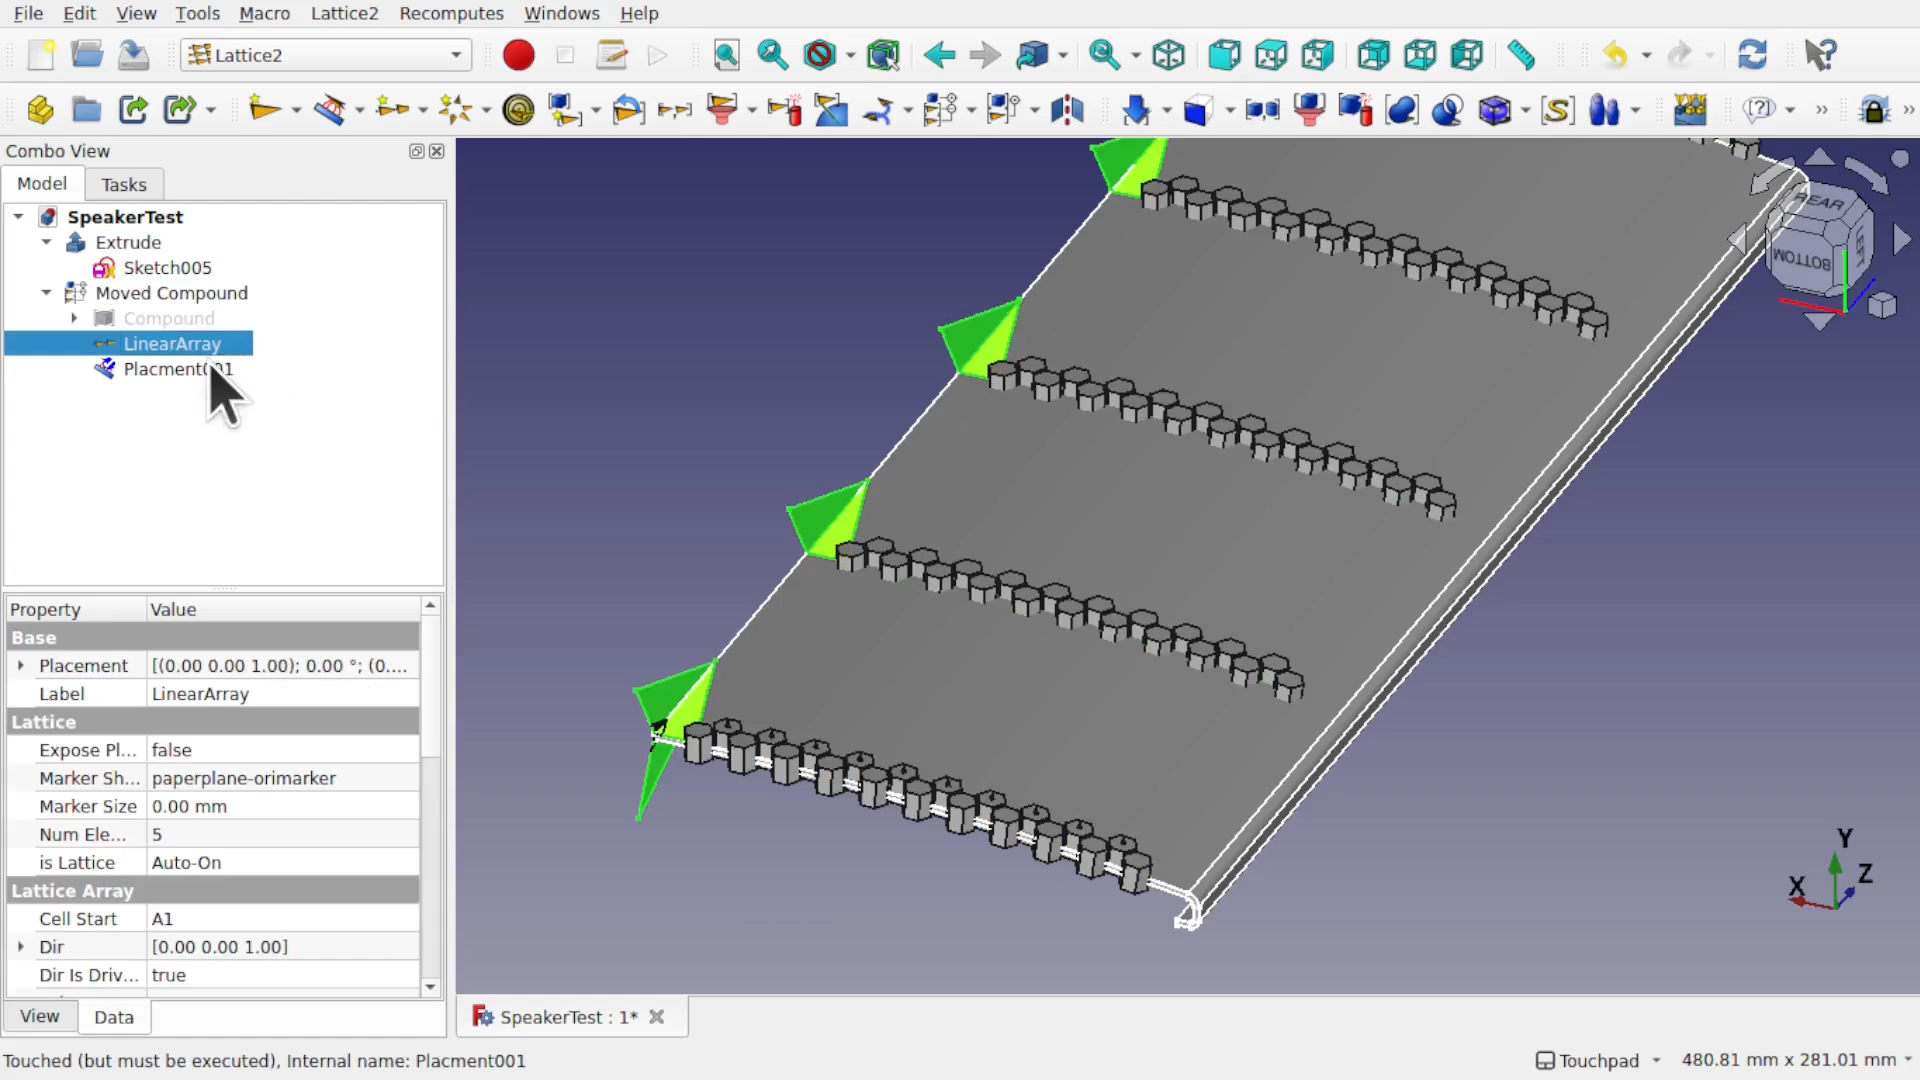 File Edit View Tools Macro Lattice2 Recomputes Windows Help
Lattice2
Combo View
Model Tasks
SpeakerTest
Extrude
Sketch005
Moved Compound
Compound
LinearArray
Property Value
Base
Placement [(0.00 0.00 1.00); 0.00 °; (0....
Label LinearArray
Lattice
Expose Pl... false
Marker Sh... paperplane-orimarker
Marker Size 0.00 mm
Num Ele... 5
is Lattice Auto-On
Lattice Array
Cell Start A1
Dir [0.00 0.00 1.00]
Dir Is Driv... true
View Data
REAR
BOTTOM
Y
Z
X
SpeakerTest : 1*
Touched (but must be executed), Internal name: Placment001
Touchpad 480.81 mm x 281.01 mm